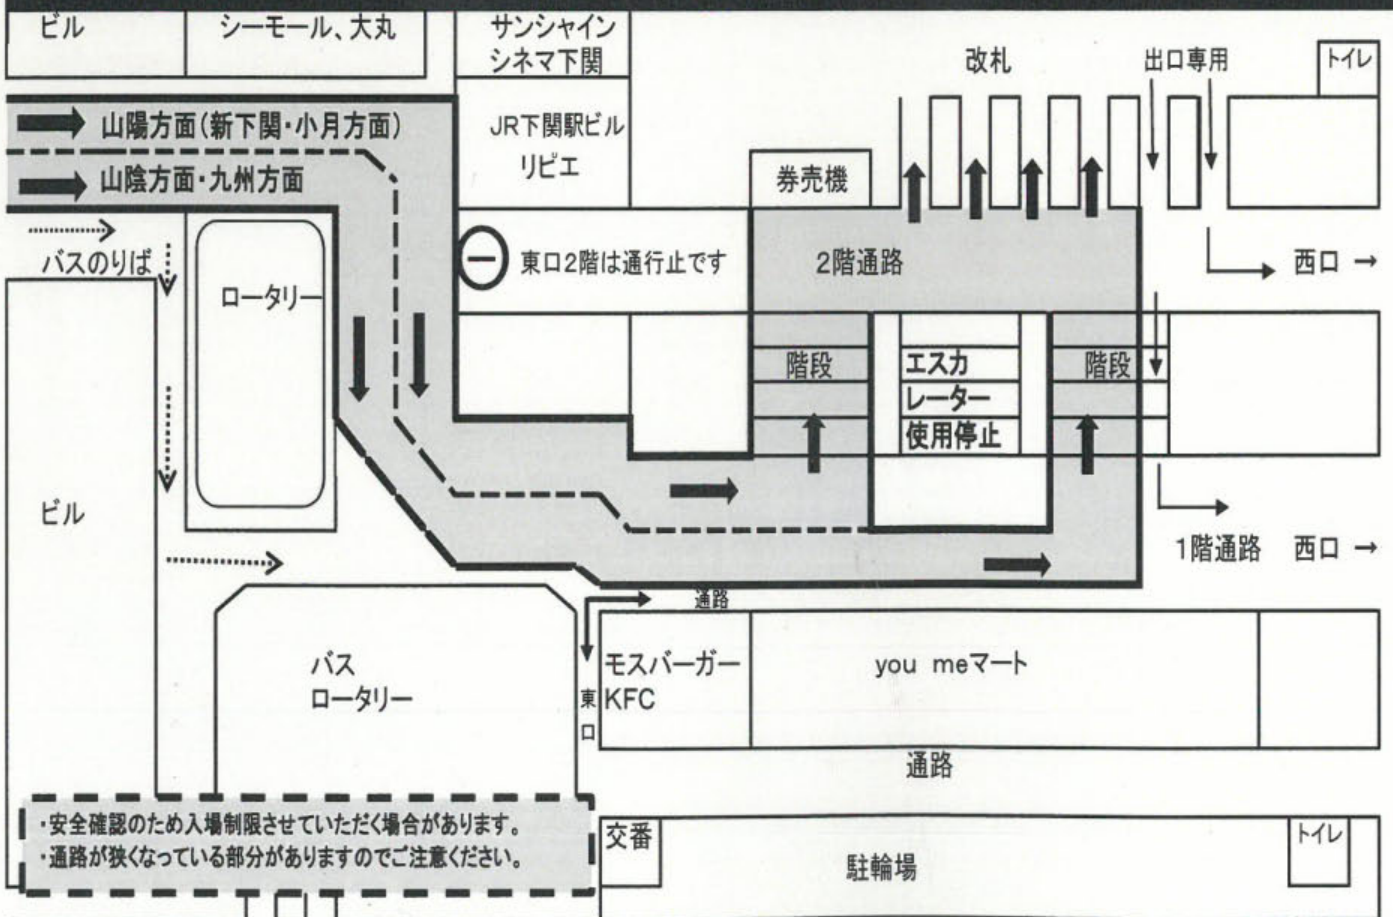 ビル
シーモール、大丸
サンシャイン
シネマ下関
改札
出口専用
トイレ
山陽方面(新下関・小月方面)
JR下関駅ビル
リピエ
券売機
山陰方面・九州方面
バスのりば
東口2階は通行止です
2階通路
西口 →
ロータリー
階段
エスカ
レーター
使用停止
階段
ビル
1階通路 西口 →
通路
バス
ロータリー
東
口
モスバーガー
KFC
you meマート
通路
・安全確認のため入場制限させていただく場合があります。
・通路が狭くなっている部分がありますのでご注意ください。
交番
駐輪場
トイレ